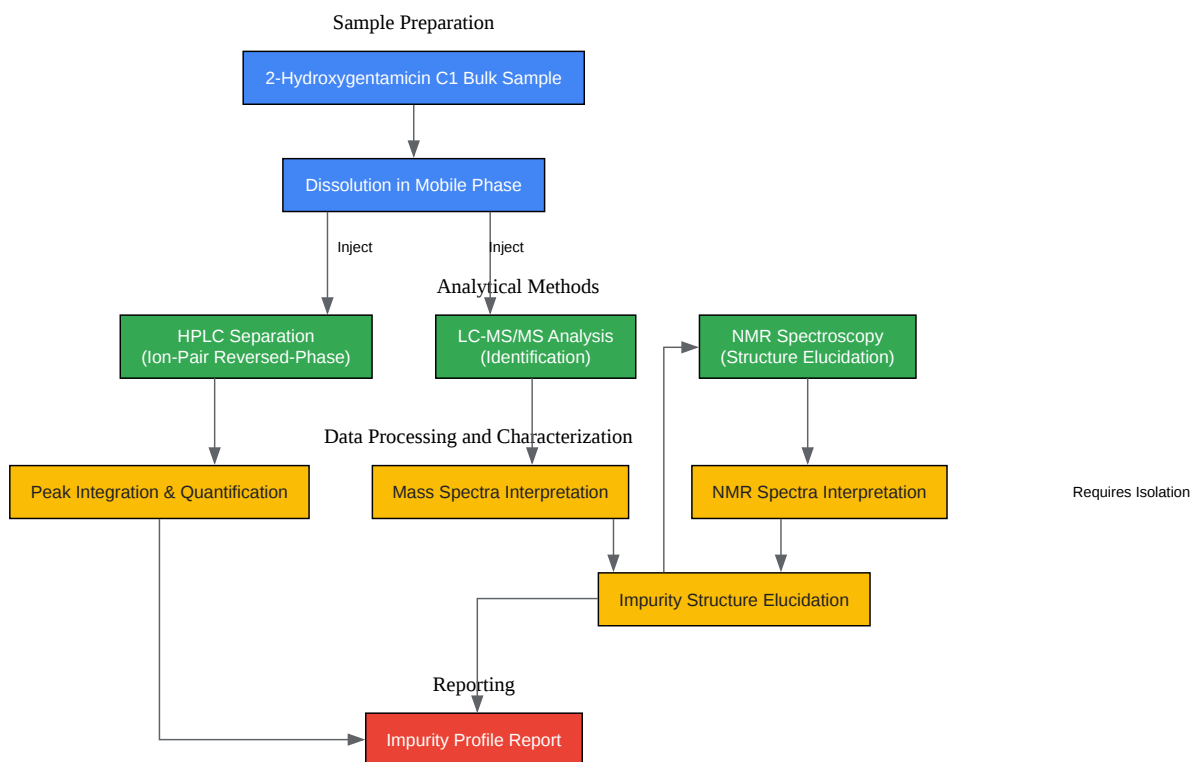 Sample Preparation
2-Hydroxygentamicin C1 Bulk Sample
Dissolution in Mobile Phase
Inject
Inject
Analytical Methods
HPLC Separation
(Ion-Pair Reversed-Phase)
LC-MS/MS Analysis
(Identification)
NMR Spectroscopy
(Structure Elucidation)
Data Processing and Characterization
Peak Integration & Quantification
Mass Spectra Interpretation
NMR Spectra Interpretation
Requires Isolation
Impurity Structure Elucidation
Reporting
Impurity Profile Report